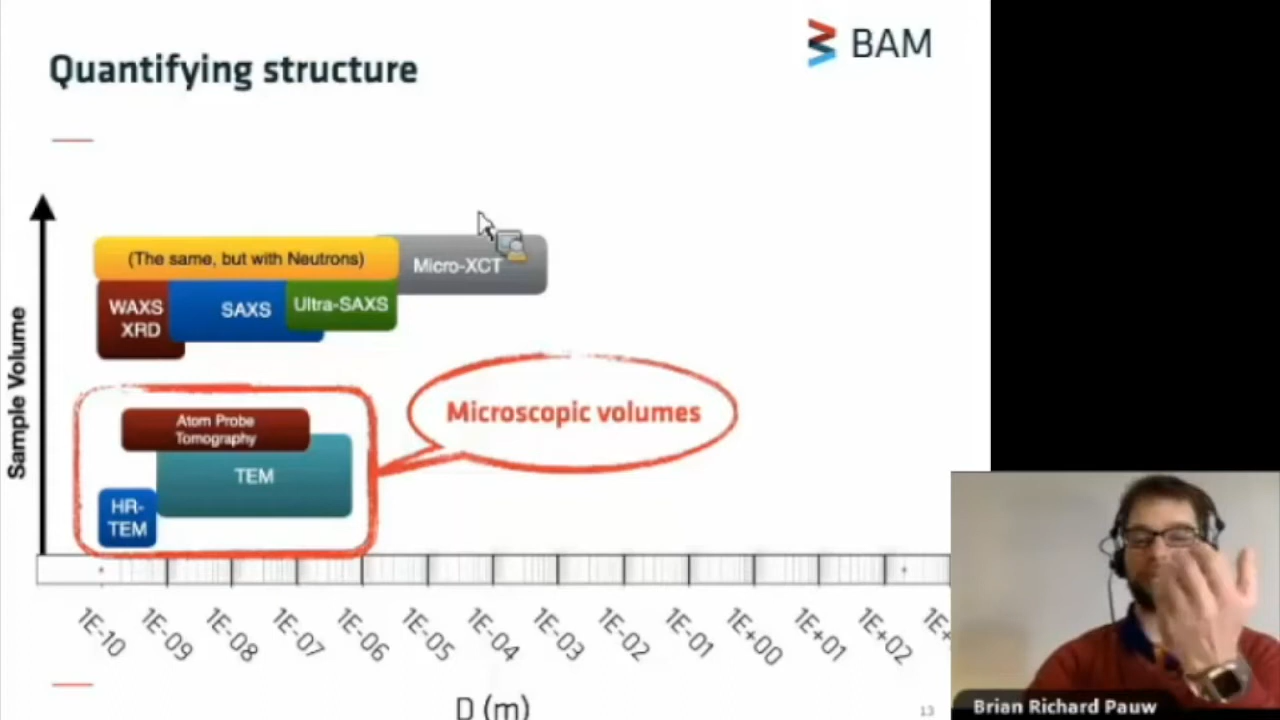 Quantifying structure
BAM
(The same, but with Neutrons)
Micro-XCT
WAXS
XRD
SAXS
Ultra-SAXS
Sample Volume
Microscopic volumes
Atom Probe
Tomography
TEM
HR-
TEM
1E-10
1E-09
1E-08
1E-07
1E-06
1E-05
1E-04
1E-03
1E-02
1E-01
1E+00
1E+01
1E+02
1E+
D (m)
13
Brian Richard Pauw